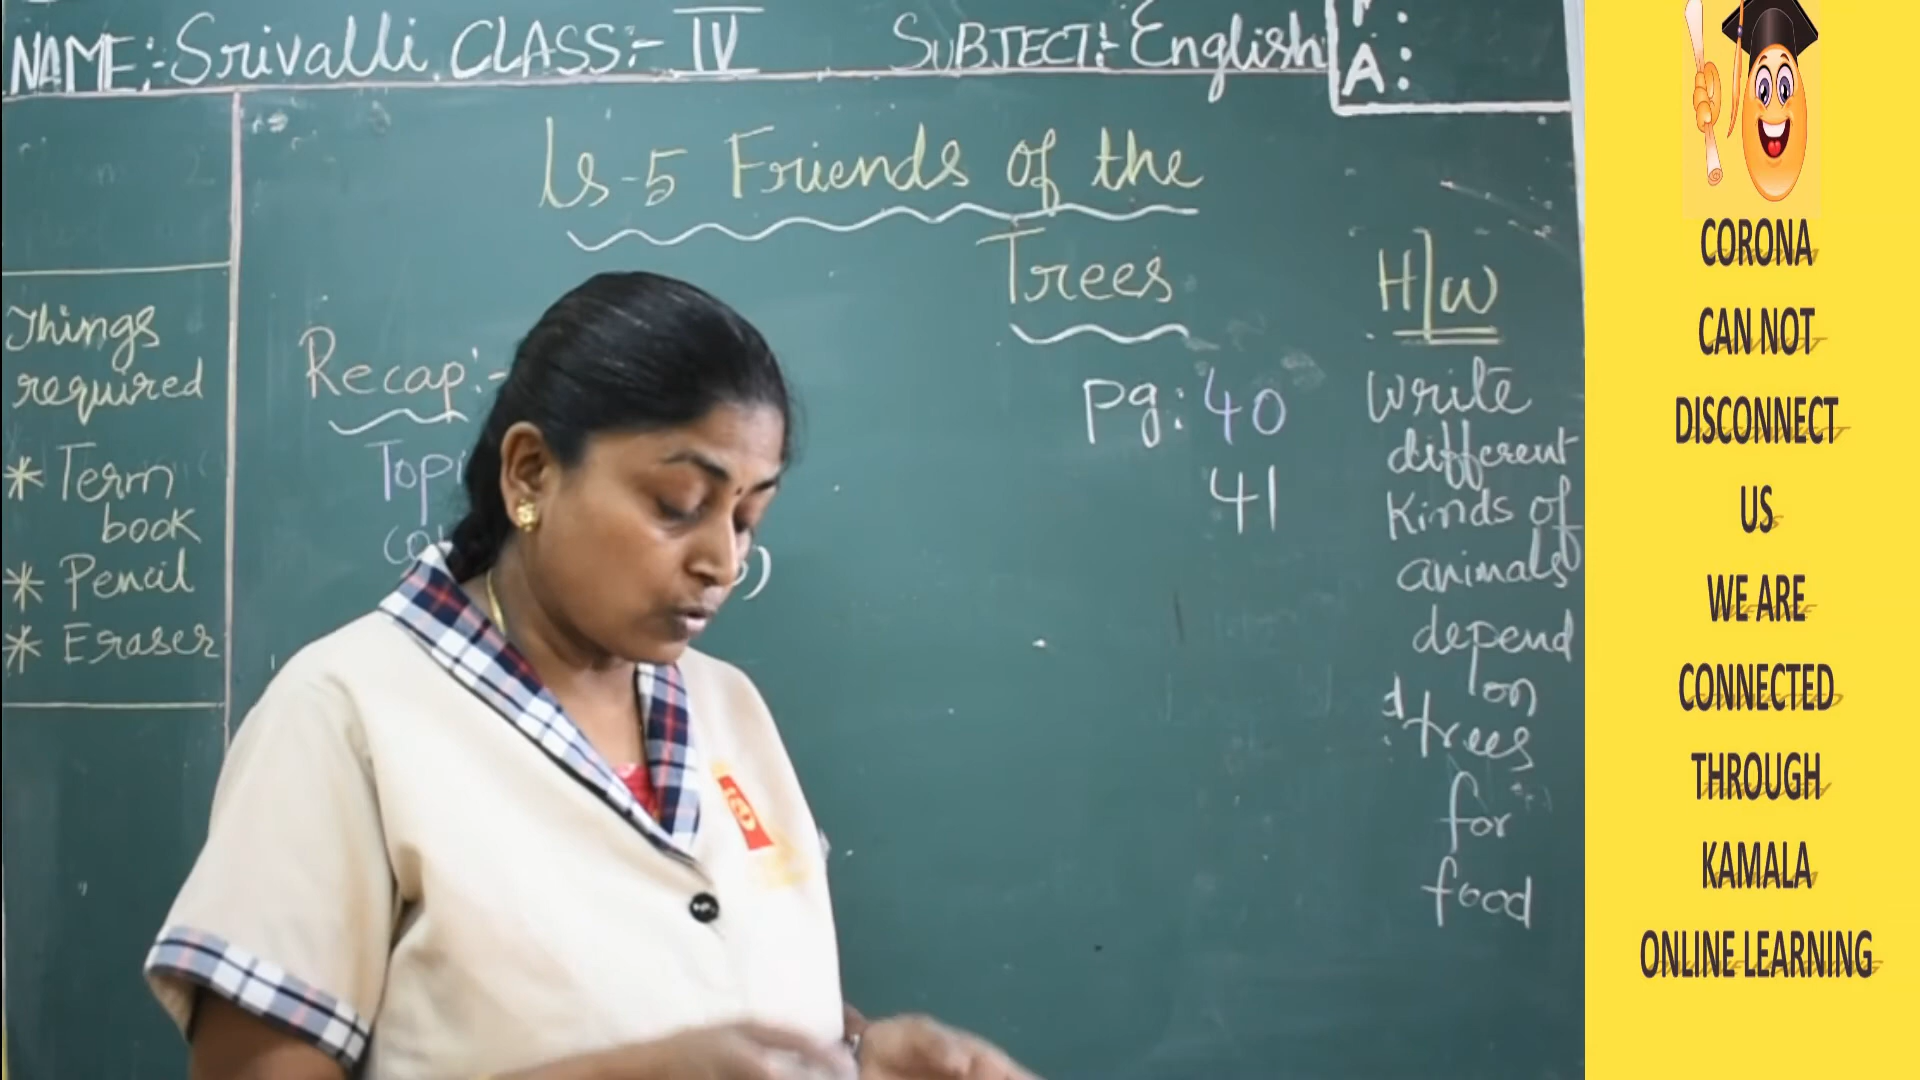 NAME:- Srivalli CLASS:- IV SUBJECT:- English
A :
Ls-5 Friends of the
Trees
Things
required
* Term
book
* Pencil
* Eraser
Recap:-
Pg: 40
41
H/W
Write
different
Kinds of
animals
depend
on
trees
for
food
CORONA
CAN NOT
DISCONNECT
US
WE ARE
CONNECTED
THROUGH
KAMALA
ONLINE LEARNING